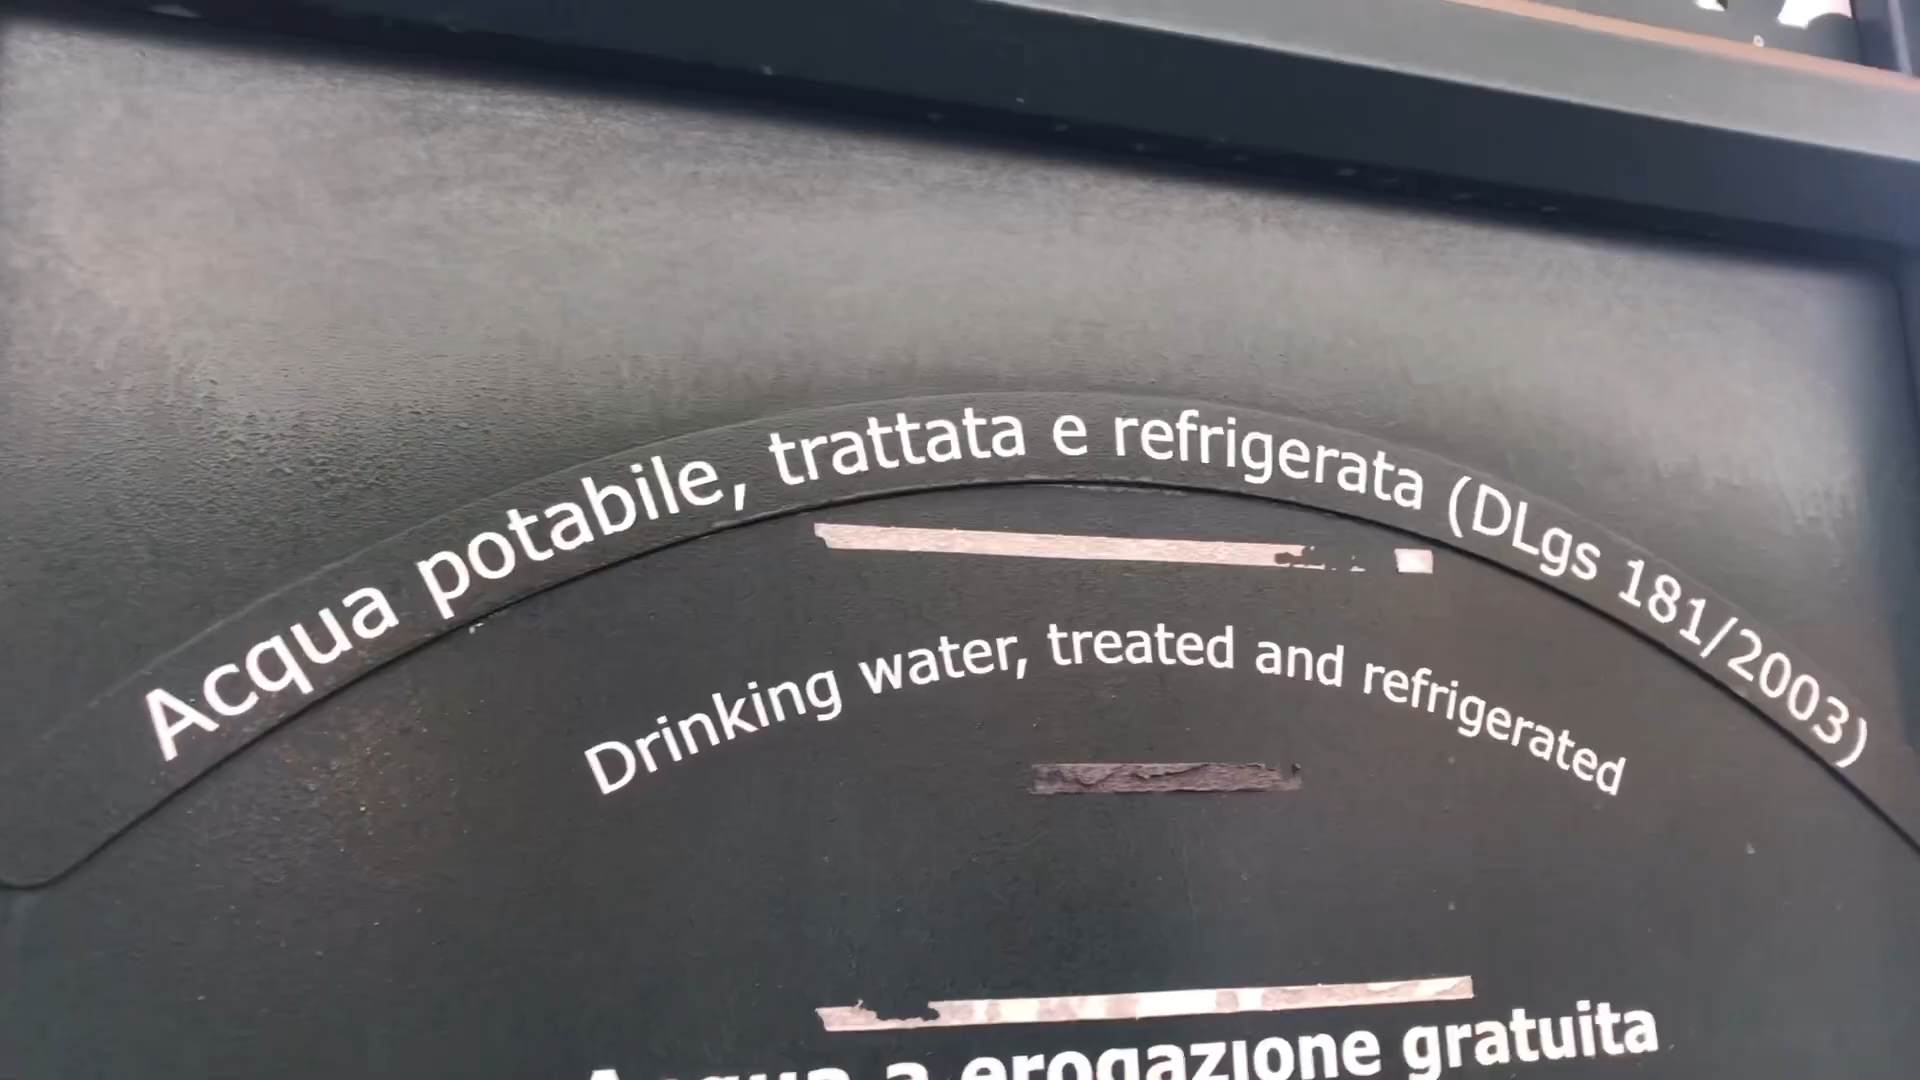 Acqua potabile, trattata e refrigerata (DLgs 181/2003)
Drinking water, treated and refrigerated
Acqua a erogazione gratuita